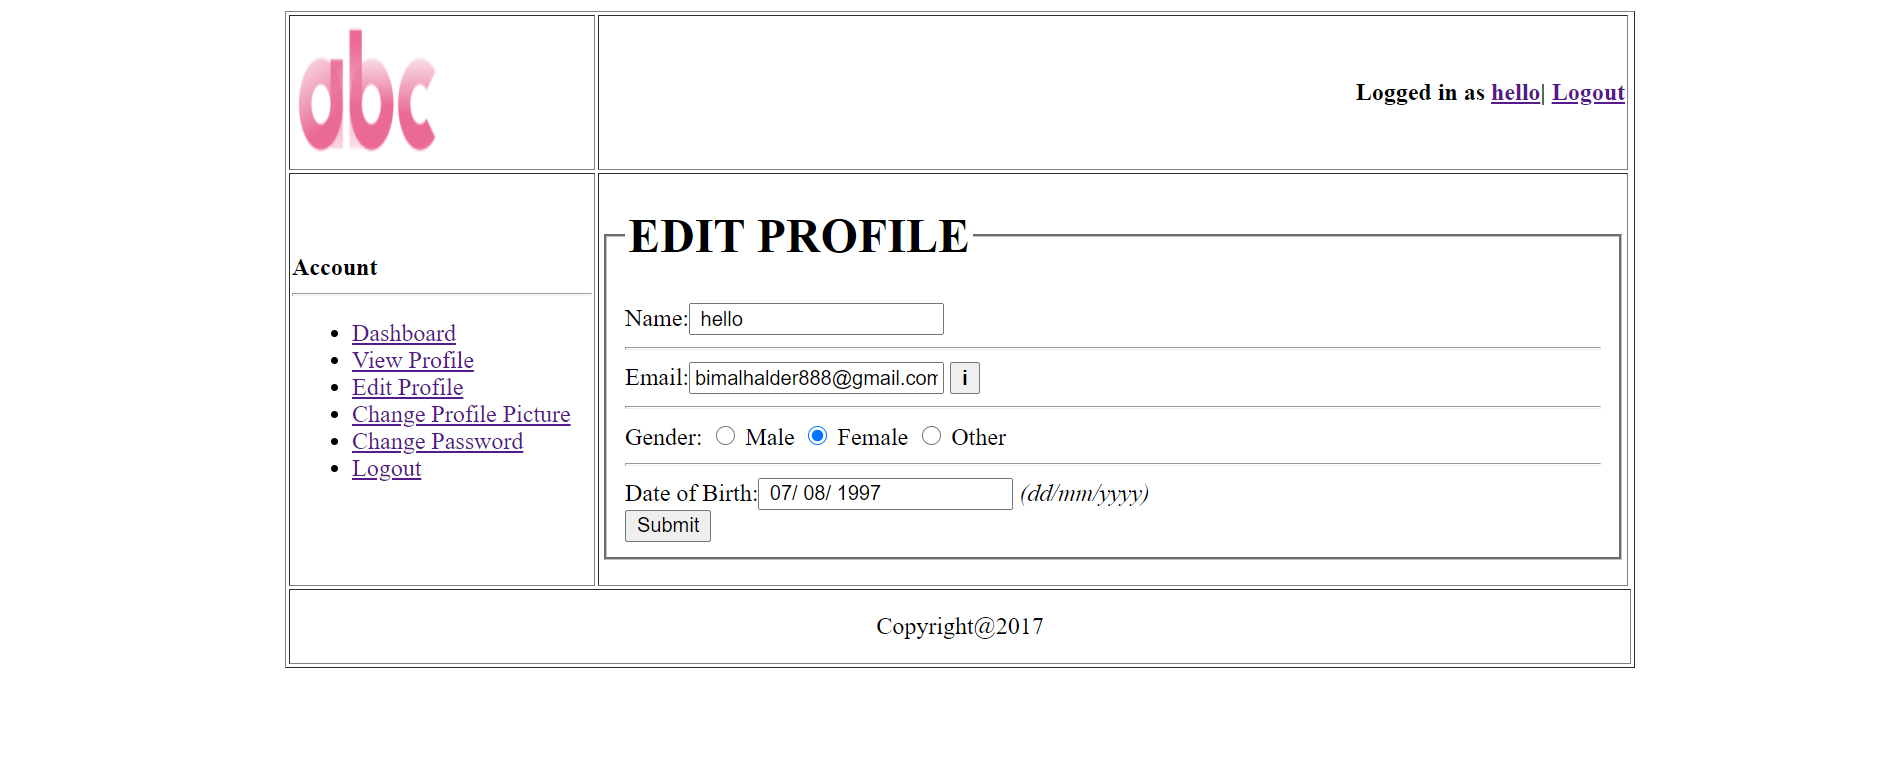 abc
Logged in as hello| Logout
Account
Dashboard
View Profile
Edit Profile
Change Profile Picture
Change Password
Logout
EDIT PROFILE
Name: hello
Email: bimalhalder888@gmail.com i
Gender: Male Female Other
Date of Birth: 07/ 08/ 1997 (dd/mm/yyyy)
Submit
Copyright@2017